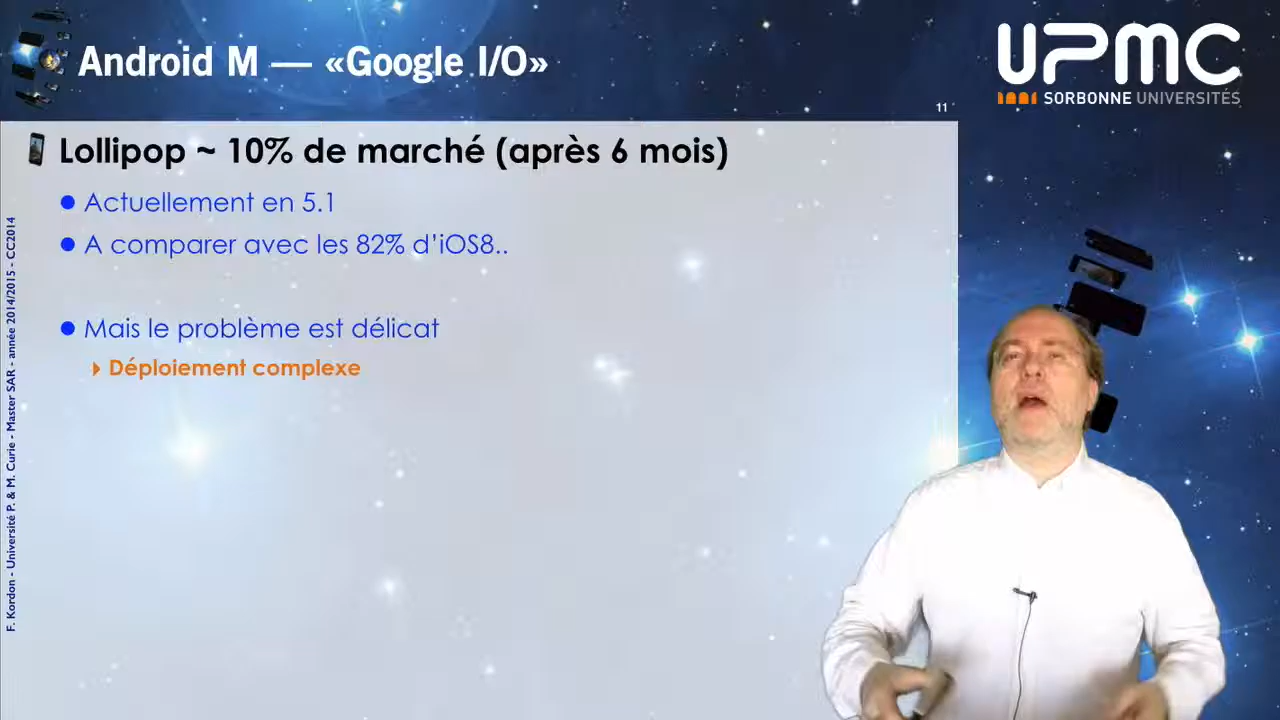 Android M — «Google I/O»
UPMC
SORBONNE UNIVERSITÉS
11
Lollipop ~ 10% de marché (après 6 mois)
Actuellement en 5.1
A comparer avec les 82% d’iOS8..
Mais le problème est délicat
Déploiement complexe
F. Kordon - Université P. & M. Curie - Master SAR - année 2014/2015 - CC2014